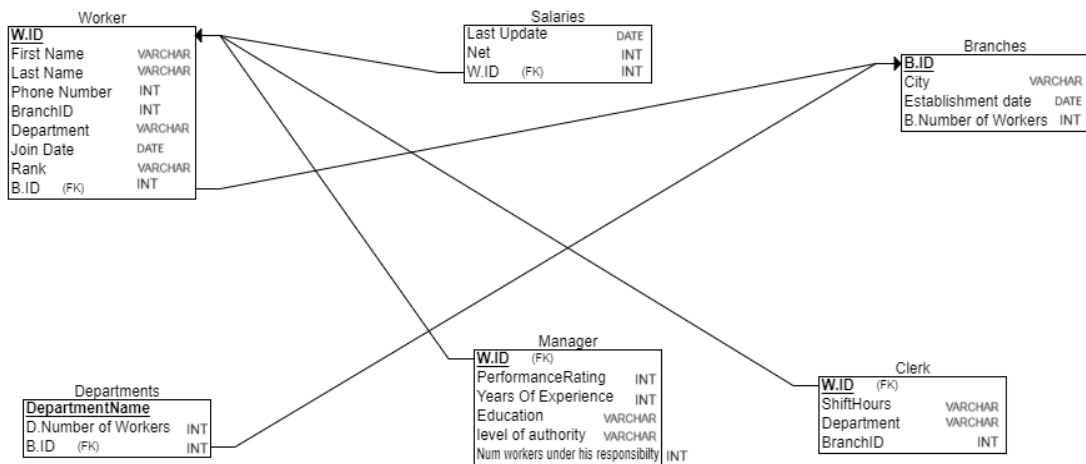 Worker
W.ID
First Name VARCHAR
Last Name VARCHAR
Phone Number INT
BranchID INT
Department VARCHAR
Join Date DATE
Rank VARCHAR
B.ID (FK) INT
Salaries
Last Update DATE
Net INT
W.ID (FK) INT
Branches
B.ID
City VARCHAR
Establishment date DATE
B.Number of Workers INT
Departments
DepartmentName
D.Number of Workers INT
B.ID (FK) INT
Manager
W.ID (FK)
PerformanceRating INT
Years Of Experience INT
Education VARCHAR
level of authority VARCHAR
Num workers under his responsibilty INT
Clerk
W.ID (FK)
ShiftHours VARCHAR
Department VARCHAR
BranchID INT